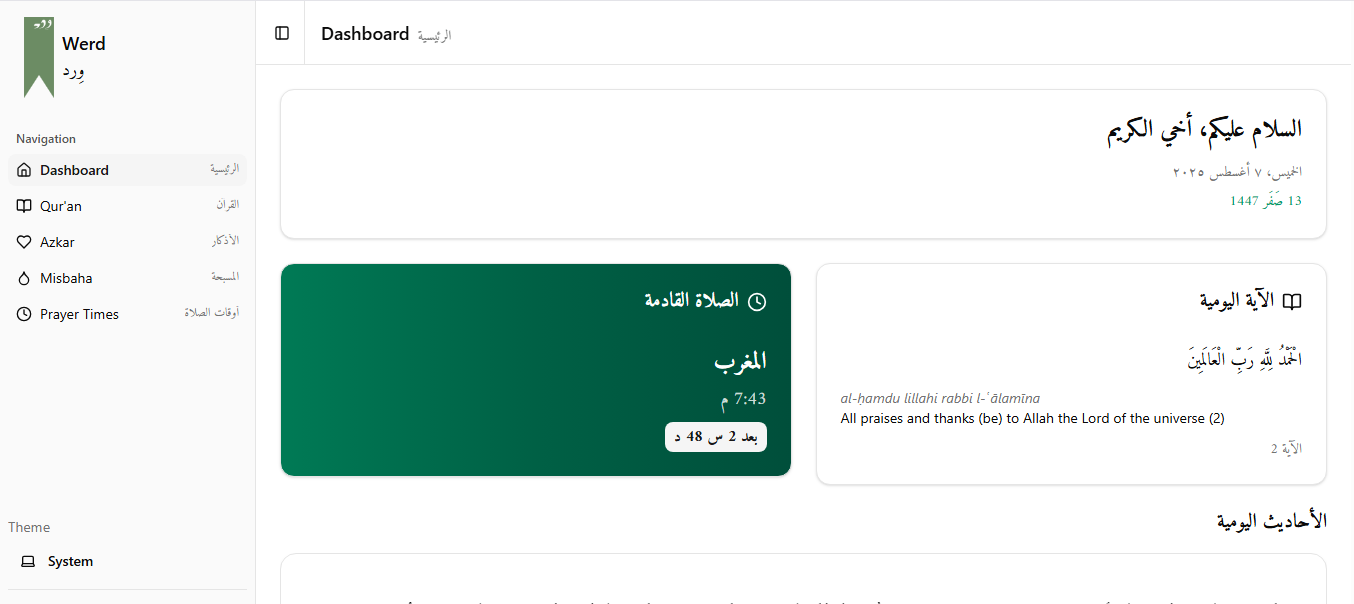 Werd
وِرد
Navigation
Dashboard الرئيسية
Qur'an القرآن
Azkar الأذكار
Misbaha المسبحة
Prayer Times أوقات الصلاة
Theme
System
Dashboard الرئيسية
السلام عليكم، أخي الكريم
الخميس، ٧ أغسطس ٢٠٢٥
13 صَفَر 1447
الصلاة القادمة
المغرب
7:43 م
بعد 2 س 48 د
الآية اليومية
الْحَمْدُ لِلَّهِ رَبِّ الْعَالَمِينَ
al-ḥamdu lillahi rabbi l-ʿālamīna
All praises and thanks (be) to Allah the Lord of the universe (2)
الآية 2
الأحاديث اليومية